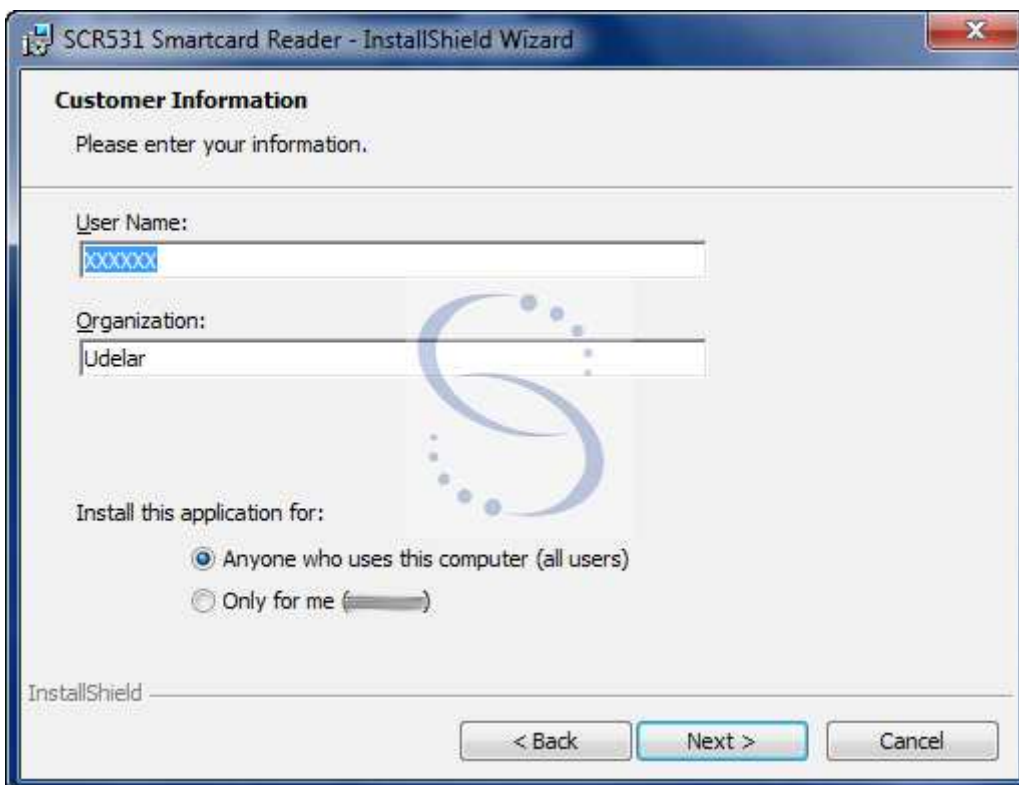 SCR531 Smartcard Reader - InstallShield Wizard
Customer Information
Please enter your information.
User Name:
XXXXXX
Organization:
Udelar
Install this application for:
Anyone who uses this computer (all users)
Only for me (
)
InstallShield
< Back Next > Cancel